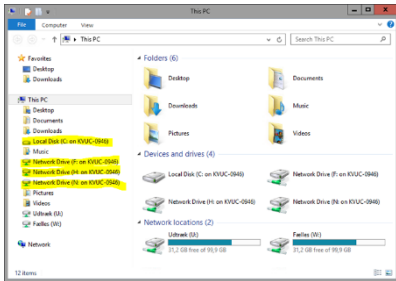 This PC
File Computer View
This PC
Search This PC
Favorites
Desktop
Downloads
This PC
Desktop
Documents
Downloads
Local Disk (C: on KVUC-0946)
Music
Network Drive (F: on KVUC-0946)
Network Drive (H: on KVUC-0946)
Network Drive (N: on KVUC-0946)
Pictures
Videos
Udtræk (U:)
Fælles (W:)
Network
Folders (6)
Desktop
Documents
Downloads
Music
Pictures
Videos
Devices and drives (4)
Local Disk (C: on KVUC-0946)
Network Drive (F: on KVUC-0946)
Network Drive (H: on KVUC-0946)
Network Drive (N: on KVUC-0946)
Network locations (2)
Udtræk (U:)
31,2 GB free of 99,9 GB
Fælles (W:)
31,2 GB free of 99,9 GB
12 items